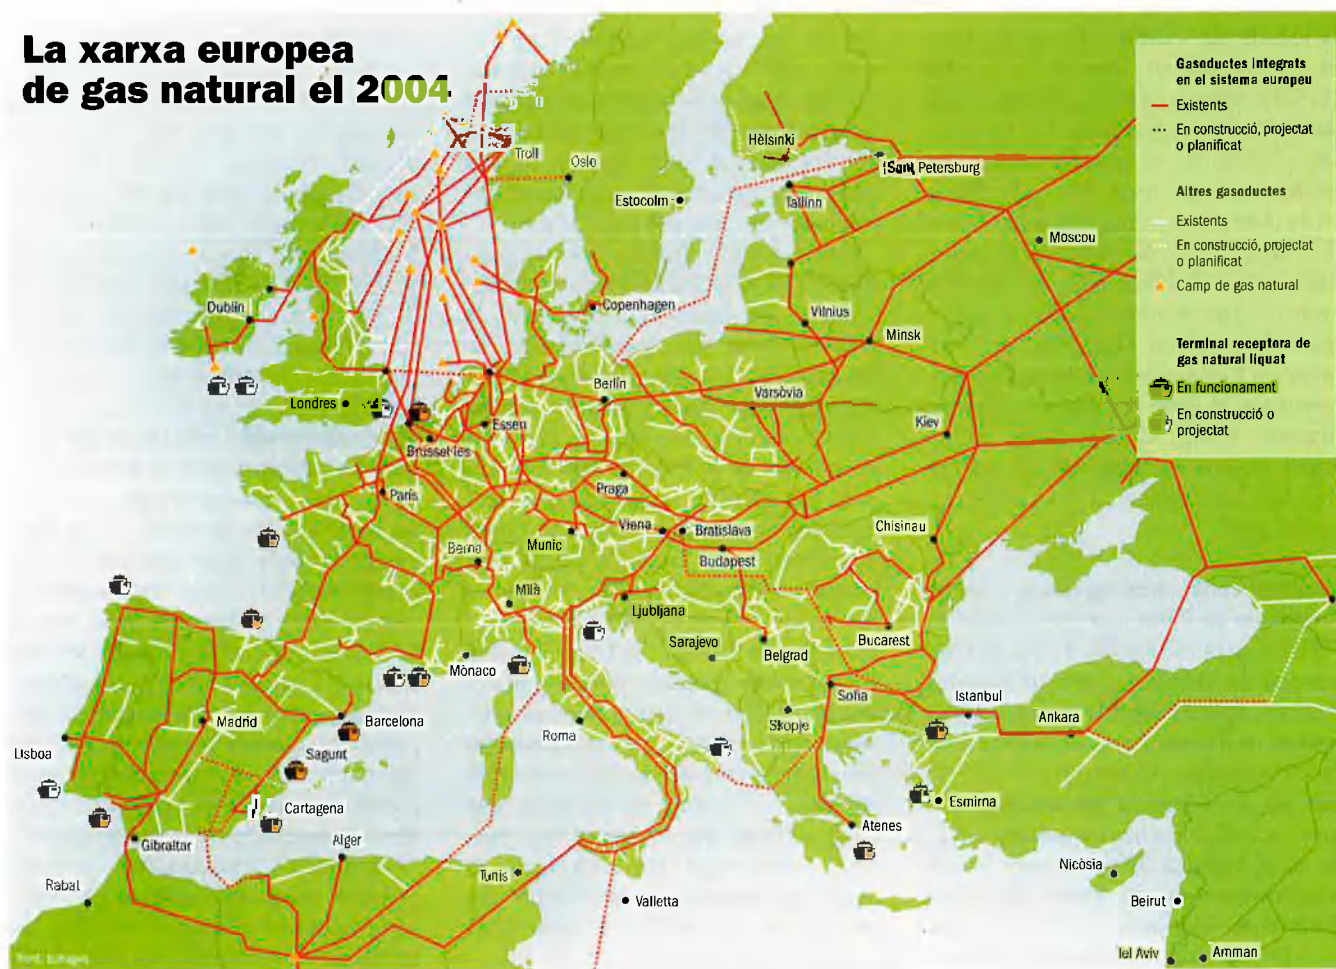 La xarxa europea
de gas natural el 2004
Gasoductes integrats
en el sistema europeu
Existents
En construcció, projectat
o planificat
Altres gasoductes
Existents
En construcció, projectat
o planificat
Camp de gas natural
Terminal receptora de
gas natural liquat
En funcionament
En construcció o
projectat
Troll
Oslo
Hèlsinki
Sant Petersburg
Estocolm
Tallinn
Moscou
Dublín
Copenhagen
Vilnius
Minsk
Berlín
Varsòvia
Londres
Essen
Kíev
Brussel·les
París
Praga
Viena
Bratislava
Chisinau
Berna
Munic
Budapest
Milà
Ljubljana
Sarajevo
Belgrad
Bucarest
Mònaco
Sofia
Istanbul
Madrid
Barcelona
Skopje
Ankara
Roma
Lisboa
Sagunt
Cartagena
Esmirna
Gibraltar
Alger
Atenes
Rabat
Tunis
Nicòsia
Valletta
Beirut
Tel Aviv
Amman